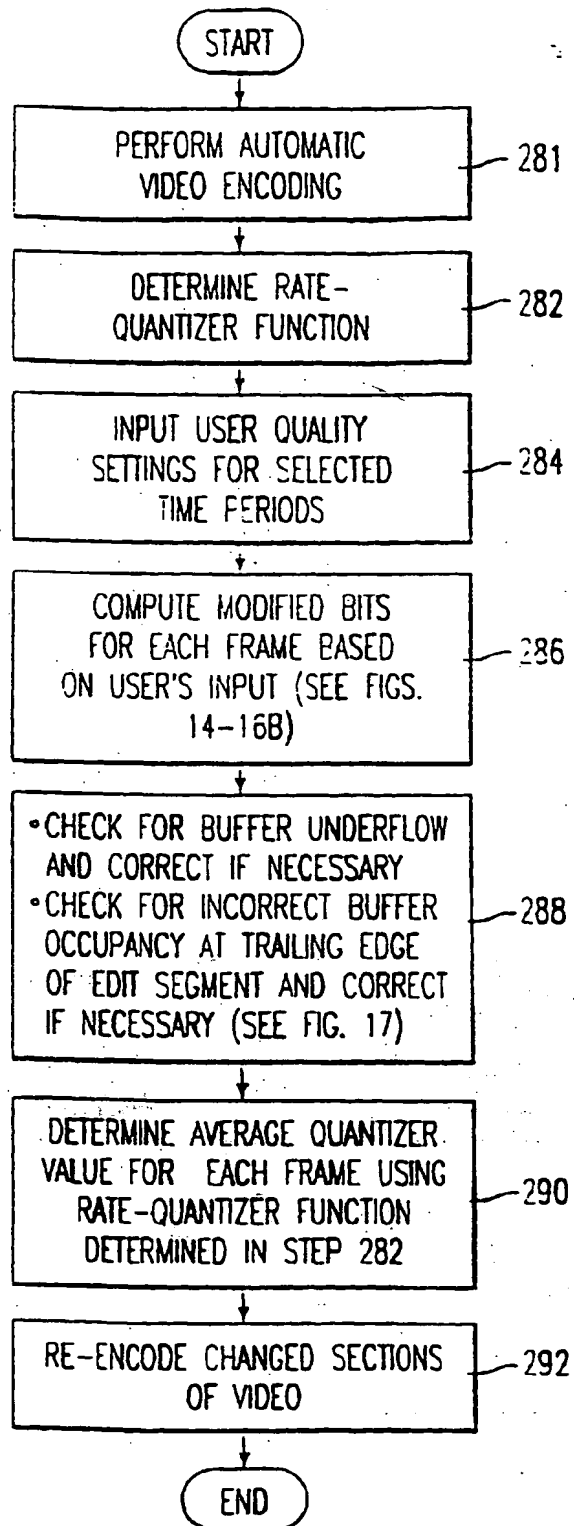 START
PERFORM AUTOMATIC
VIDEO ENCODING
281
DETERMINE RATE-
QUANTIZER FUNCTION
282
INPUT USER QUALITY
SETTINGS FOR SELECTED
TIME PERIODS
284
COMPUTE MODIFIED BITS
FOR EACH FRAME BASED
ON USER'S INPUT (SEE FIGS.
14-16B)
286
•CHECK FOR BUFFER UNDERFLOW
AND CORRECT IF NECESSARY
•CHECK FOR INCORRECT BUFFER
OCCUPANCY AT TRAILING EDGE
OF EDIT SEGMENT AND CORRECT
IF NECESSARY (SEE FIG. 17)
288
DETERMINE AVERAGE QUANTIZER
VALUE FOR EACH FRAME USING
RATE-QUANTIZER FUNCTION
DETERMINED IN STEP 282
290
RE-ENCODE CHANGED SECTIONS
OF VIDEO
292
END